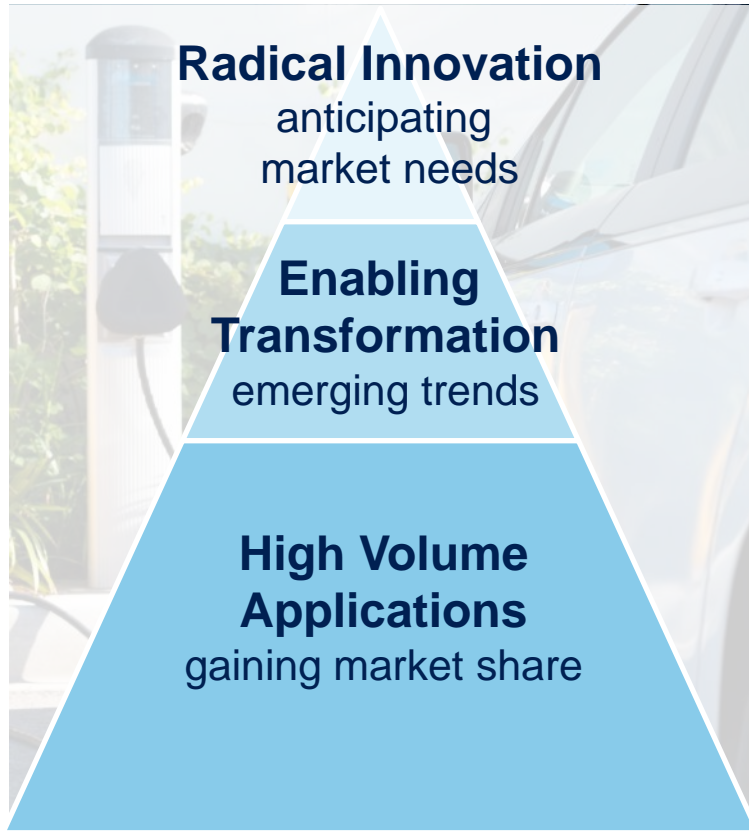 Radical Innovation
anticipating
market needs
Enabling
Transformation
emerging trends
High Volume
Applications
gaining market share